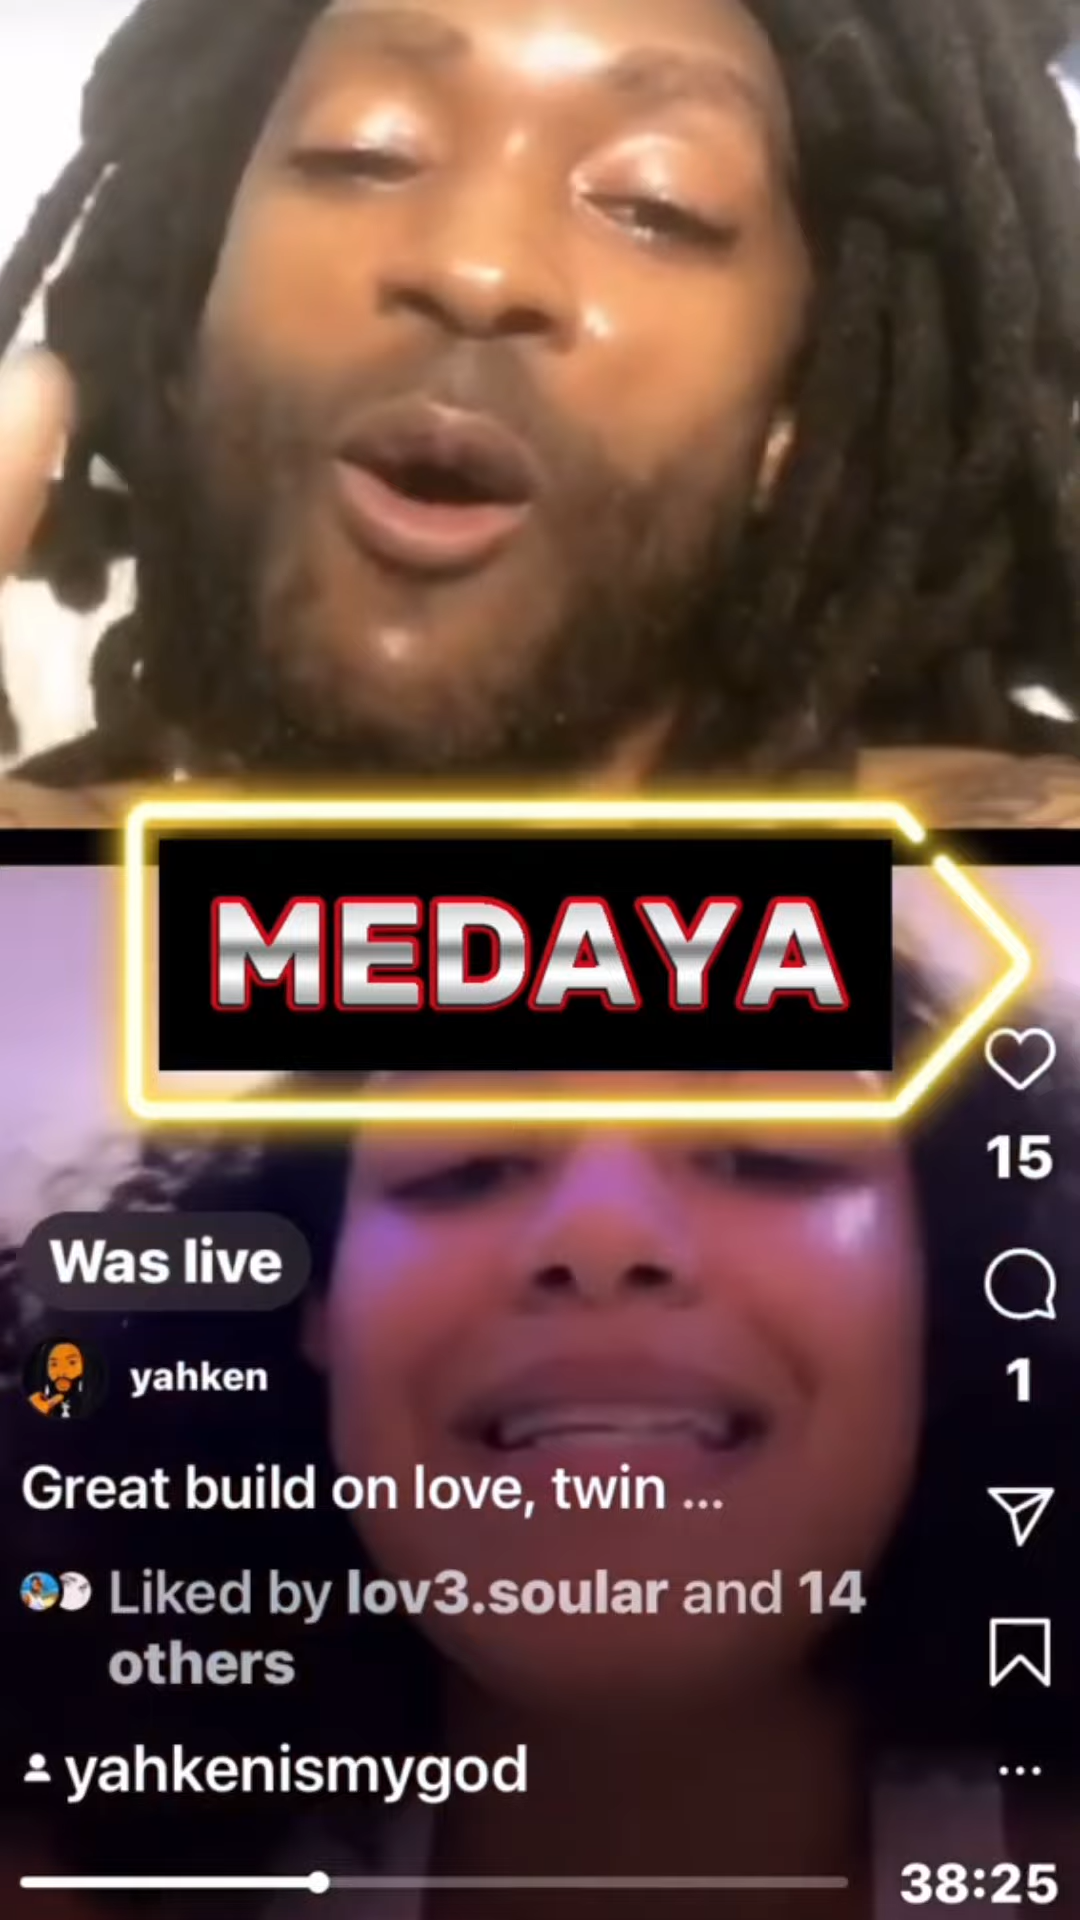 MEDAYA
15
Was live
yahken
1
Great build on love, twin ...
Liked by lov3.soular and 14
others
yahkenismygod
38:25